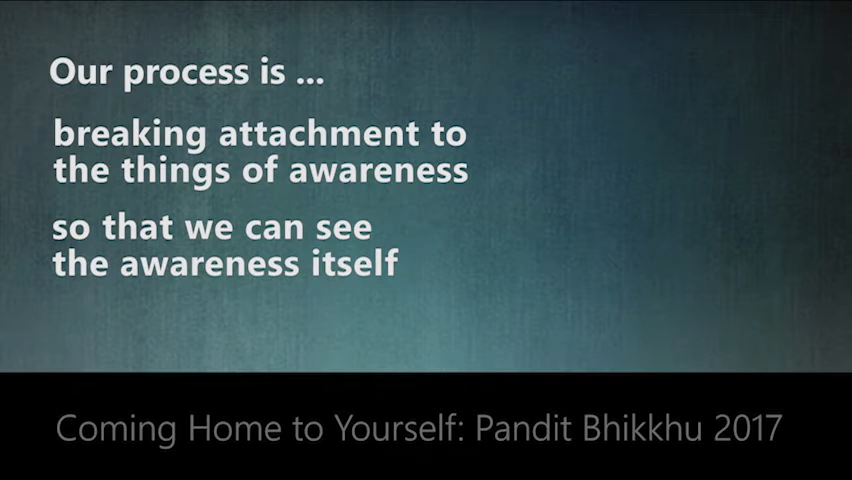 Our process is ...
breaking attachment to
the things of awareness
so that we can see
the awareness itself
Coming Home to Yourself: Pandit Bhikkhu 2017